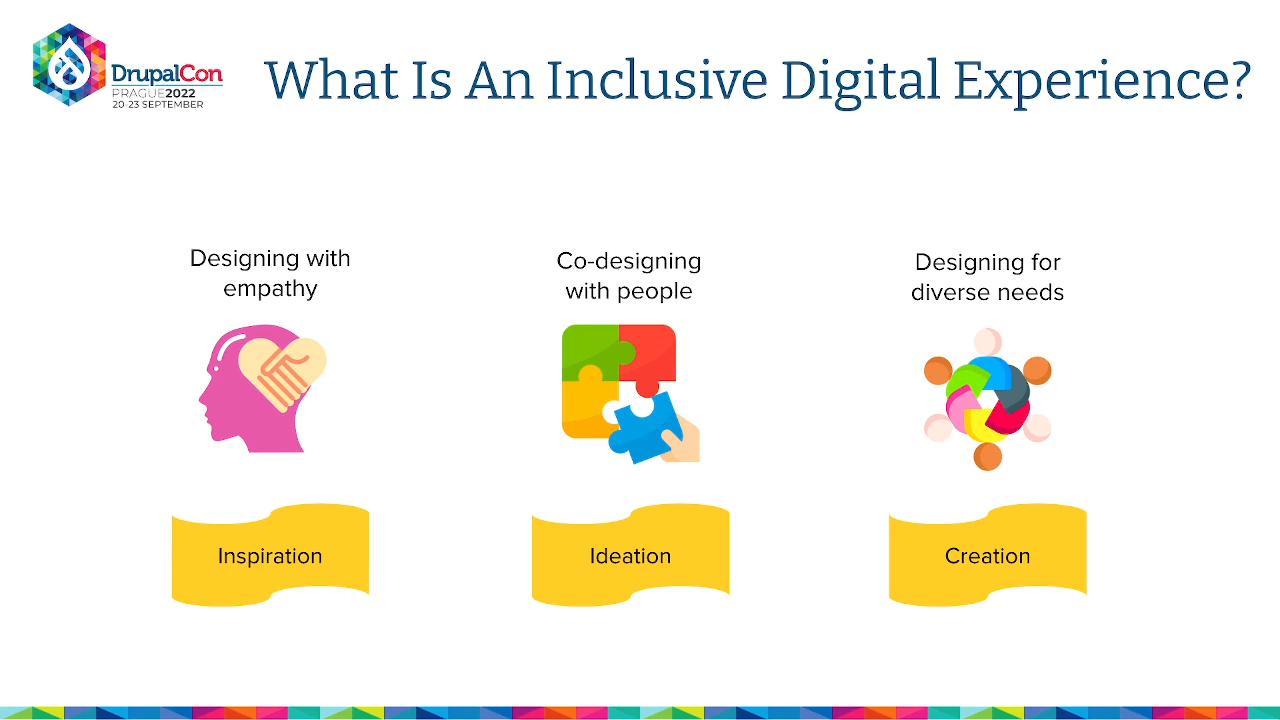 DrupalCon
PRAGUE2022
20-23 SEPTEMBER
What Is An Inclusive Digital Experience?
Designing with
empathy
Co-designing
with people
Designing for
diverse needs
Inspiration
Ideation
Creation